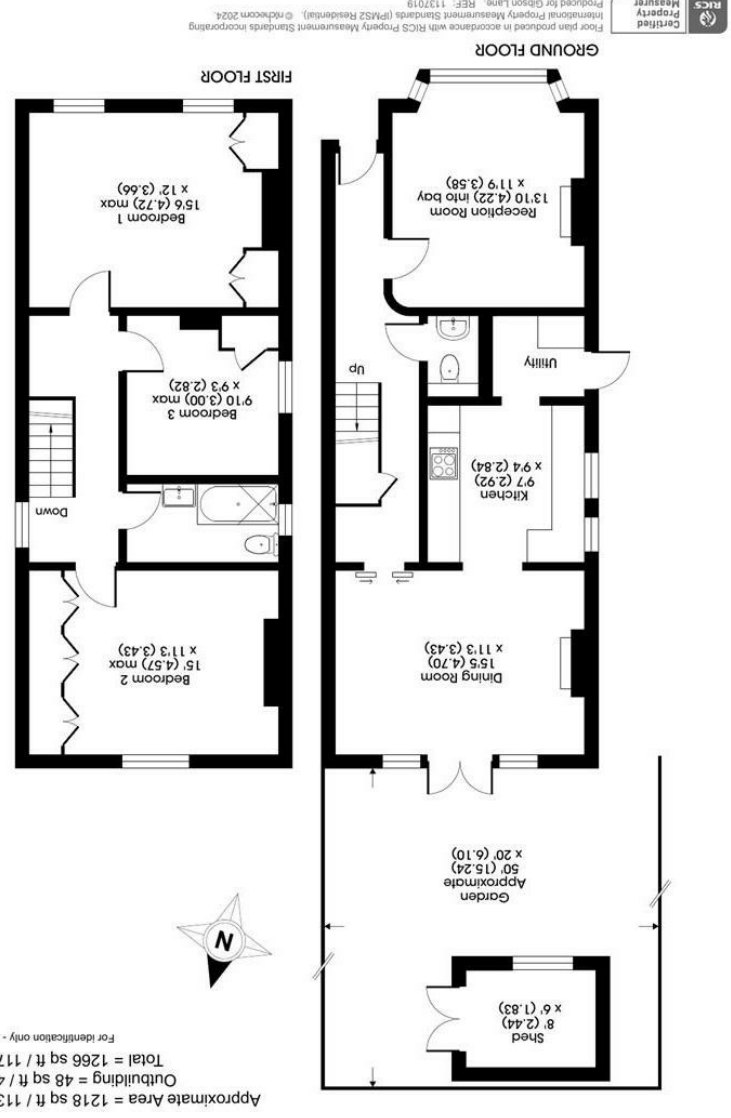 Approximate Area = 1218 sq ft / 113
Outbuilding = 48 sq ft / 4
Total = 1266 sq ft / 117
For identification only -
Shed
8' (2.44)
x 6' (1.83)
N
Garden
Approximate
50' (15.24)
x 20' (6.10)
Dining Room
15'5 (4.70)
x 11'3 (3.43)
Kitchen
9'7 (2.92)
x 9'4 (2.84)
Up
Utility
Reception Room
13'10 (4.22) into bay
x 11'9 (3.58)
GROUND FLOOR
Bedroom 2
15' (4.57) max
x 11'3 (3.43)
Down
Bedroom 3
9'10 (3.00) max
x 9'3 (2.82)
Bedroom 1
15'6 (4.72) max
x 12' (3.66)
FIRST FLOOR
RICS
Certified
Property
Measurer
Floor plan produced in accordance with RICS Property Measurement Standards incorporating
International Property Measurement Standards (IPMS2 Residential). © nichecom 2024.
Produced for Gibson Lane. REF: 1137019